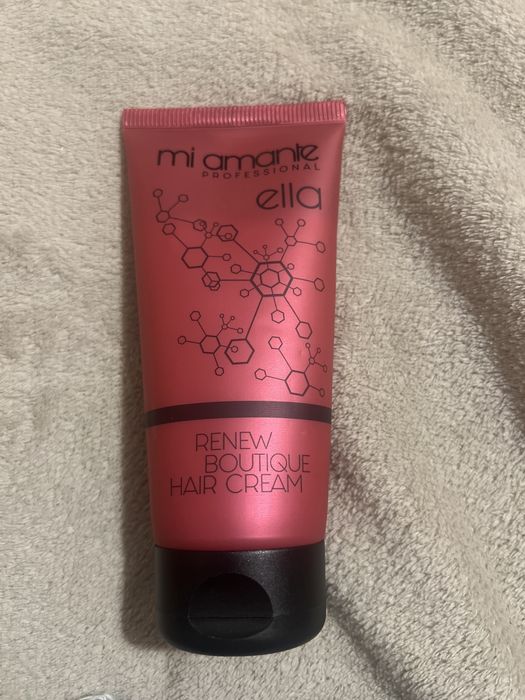 mi amante
PROFESSIONAL
ella
RENEW
BOUTIQUE
HAIR CREAM